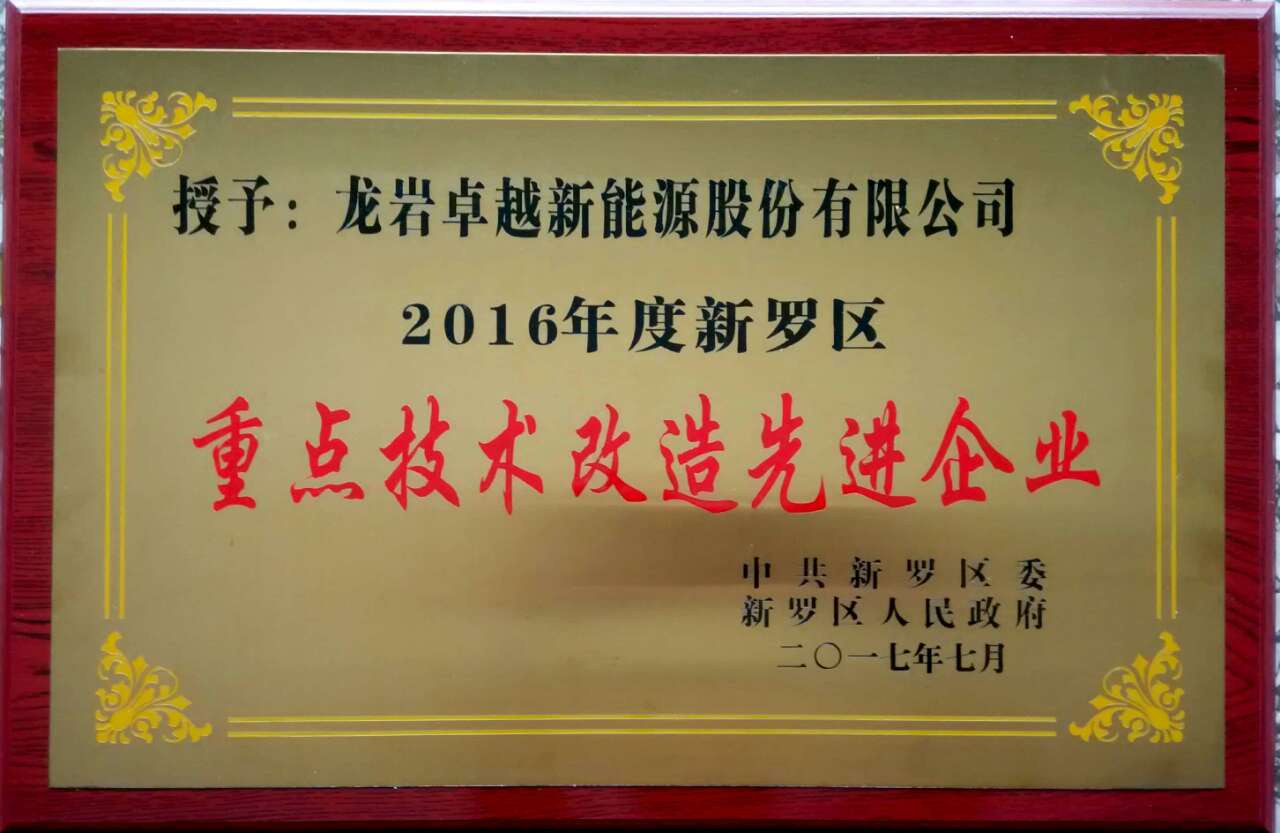 授予：龙岩卓越新能源股份有限公司
2016年度新罗区
重点技术改造先进企业
中共新罗区委
新罗区人民政府
二〇一七年七月